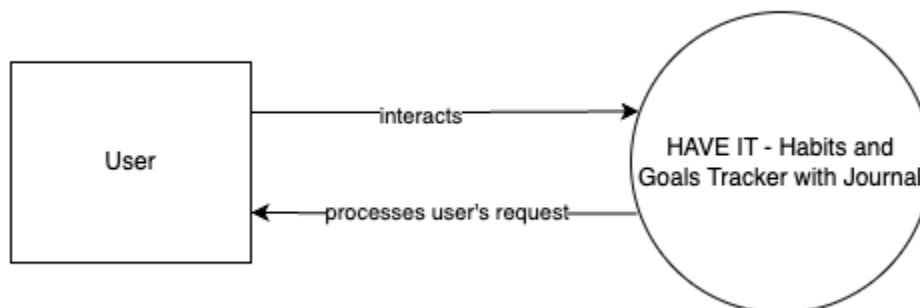 User
interacts
processes user's request
HAVE IT - Habits and
Goals Tracker with Journal